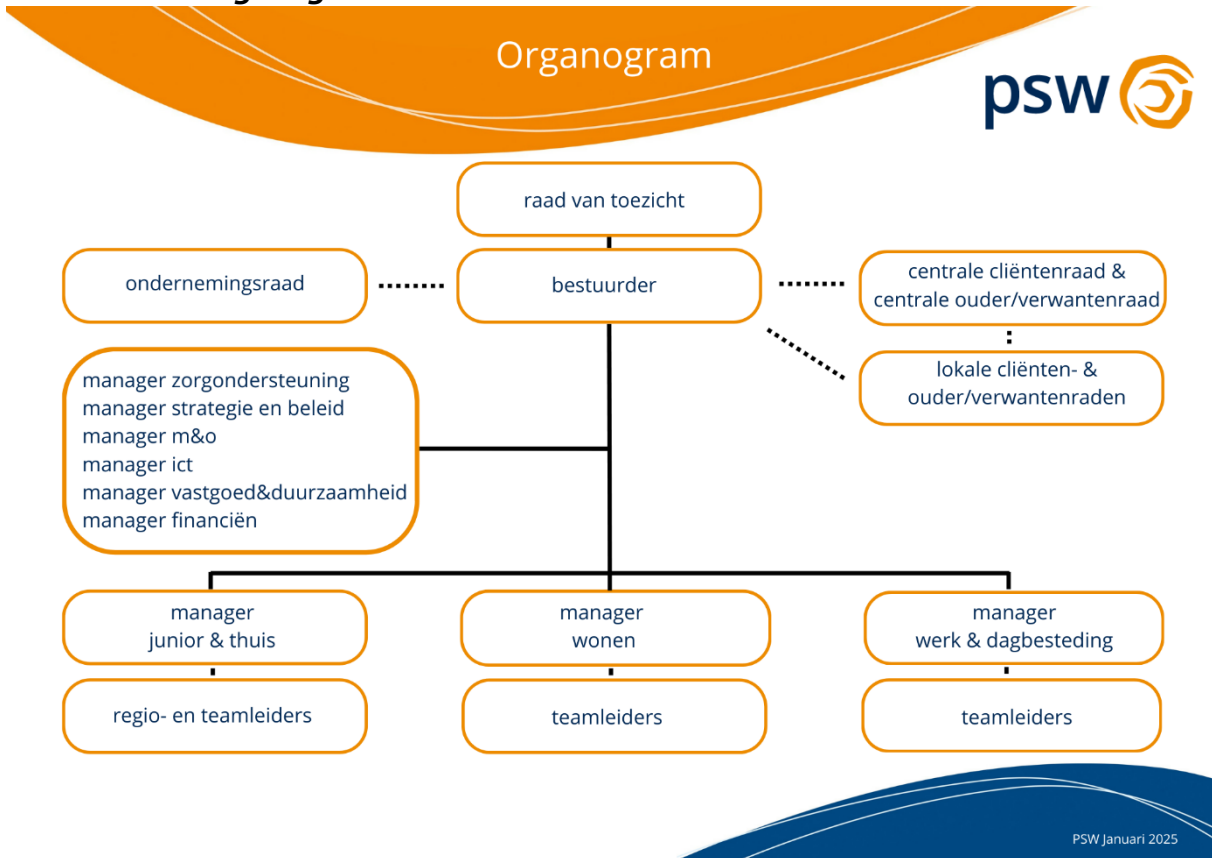 Organogram
psw
raad van toezicht
ondernemingsraad
bestuurder
centrale cliëntenraad &
centrale ouder/verwantenraad
lokale cliënten- &
ouder/verwantenraden
manager zorgondersteuning
manager strategie en beleid
manager m&o
manager ict
manager vastgoed&duurzaamheid
manager financiën
manager
junior & thuis
manager
wonen
manager
werk & dagbesteding
regio- en teamleiders
teamleiders
teamleiders
PSW Januari 2025